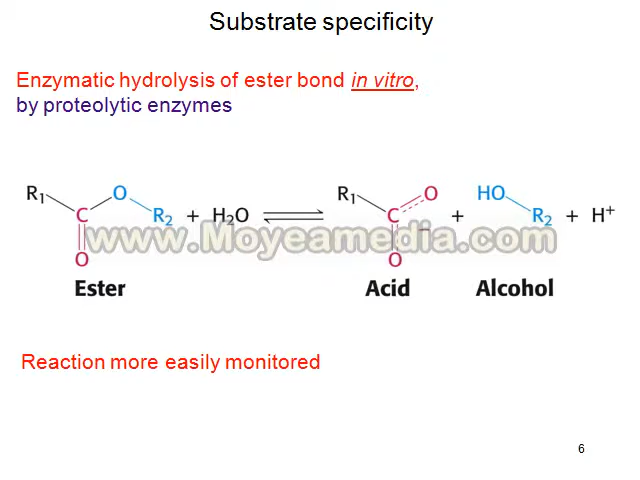 Substrate specificity
Enzymatic hydrolysis of ester bond in vitro,
by proteolytic enzymes
R1 C O R2 O + H2O R1 C O O − + HO R2 + H+
www.Moyeamedia.com
Ester Acid Alcohol
Reaction more easily monitored
6